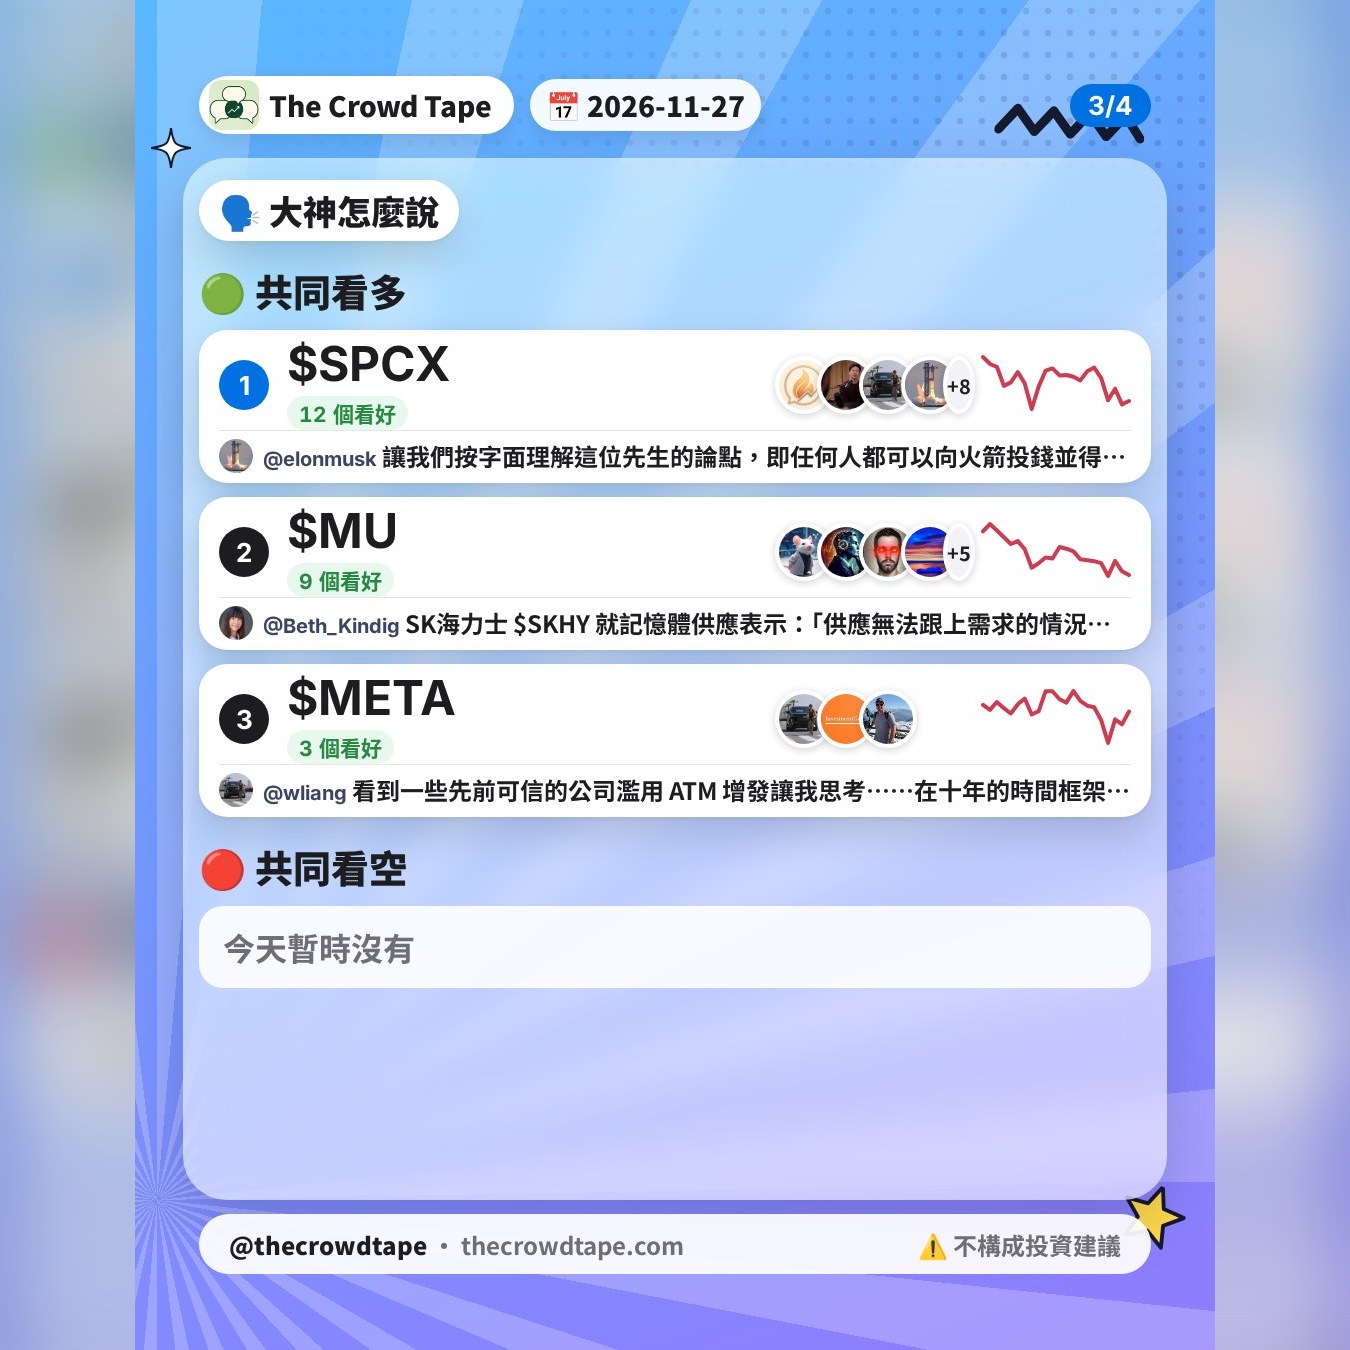 The Crowd Tape
July 17 2026-11-27
3/4
大神怎麼說
共同看多
1 $SPCX
12 個看好
+8
@elonmusk 讓我們按字面理解這位先生的論點，即任何人都可以向火箭投錢並得…
2 $MU
9 個看好
+5
@Beth_Kindig SK海力士 $SKHY 就記憶體供應表示：「供應無法跟上需求的情況…
3 $META
3 個看好
@wliang 看到一些先前可信的公司濫用 ATM 增發讓我思考……在十年的時間框架…
共同看空
今天暫時沒有
@thecrowdtape · thecrowdtape.com
不構成投資建議